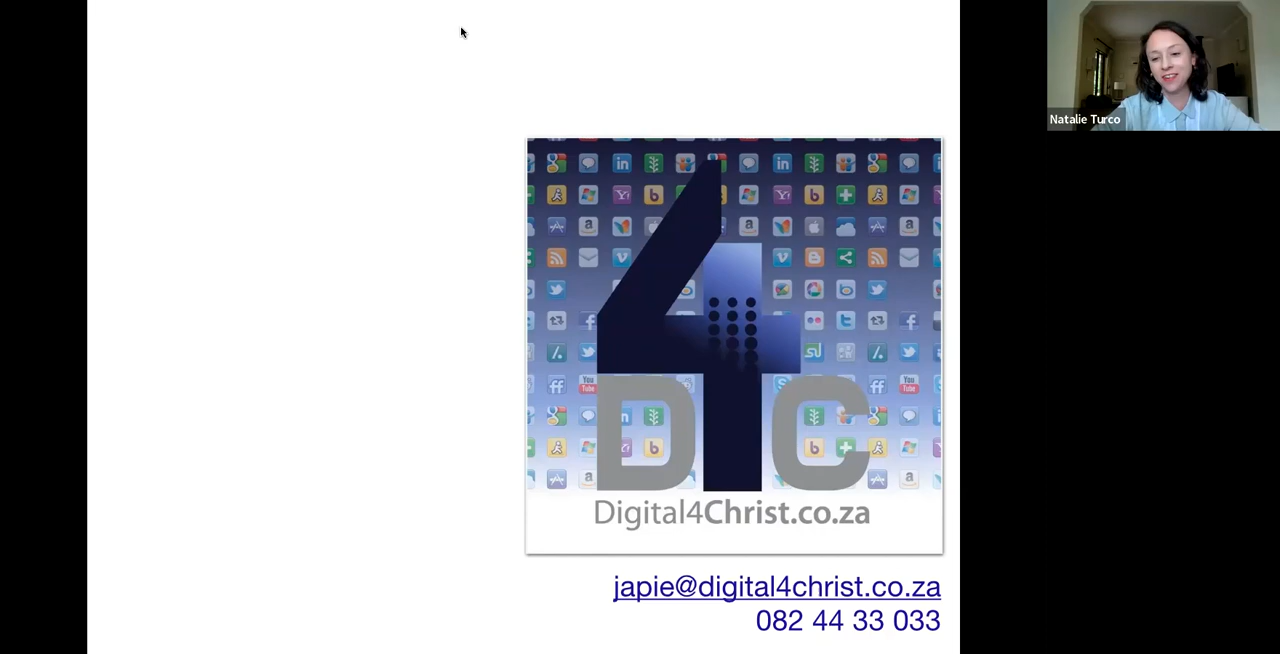 Natalie Turco
D4C
Digital4Christ.co.za
japie@digital4christ.co.za
082 44 33 033